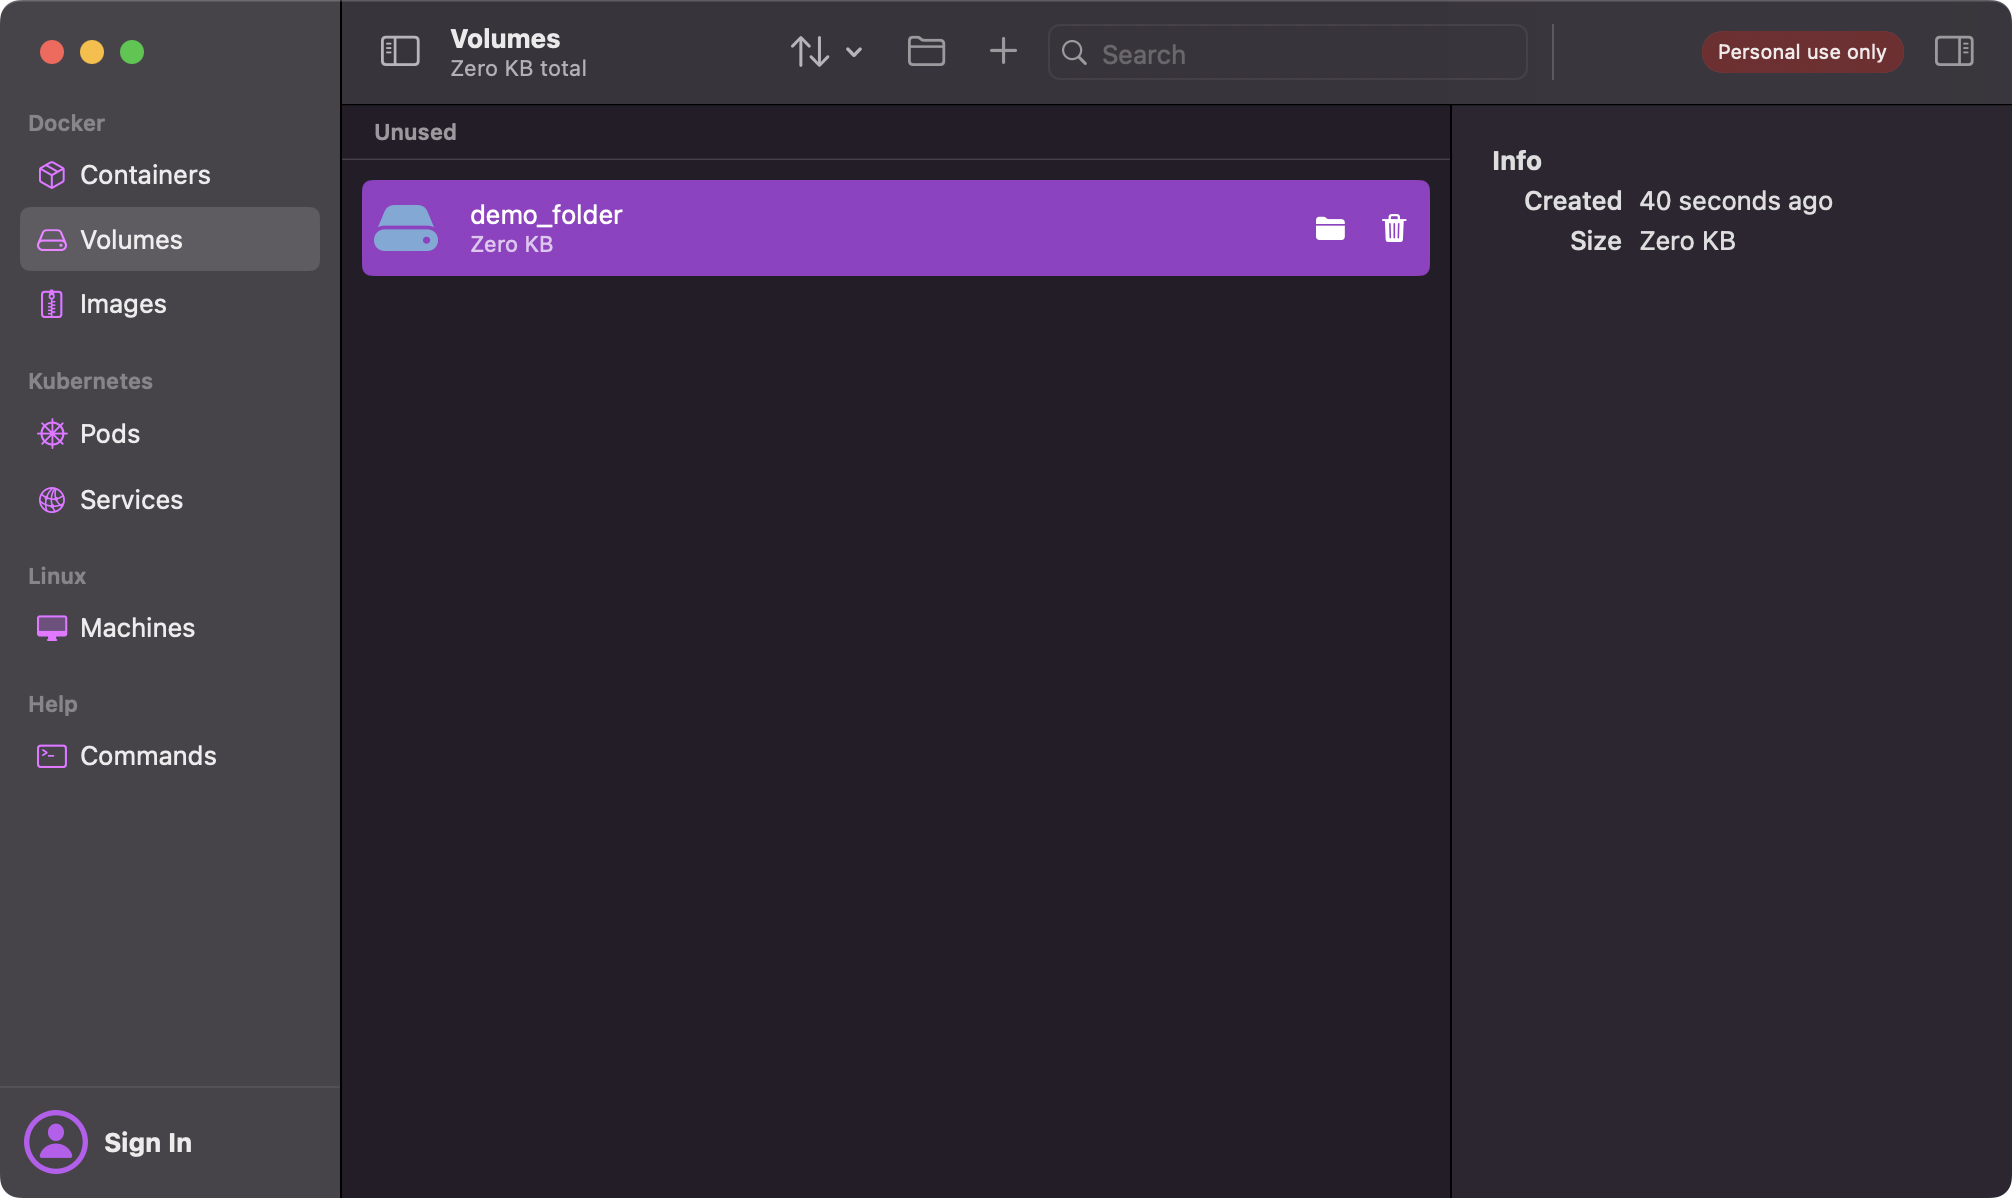 Docker
Containers
Volumes
Images
Kubernetes
Pods
Services
Linux
Machines
Help
Commands
Sign In
Volumes
Zero KB total
Search
Personal use only
Unused
demo_folder
Zero KB
Info
Created 40 seconds ago
Size Zero KB